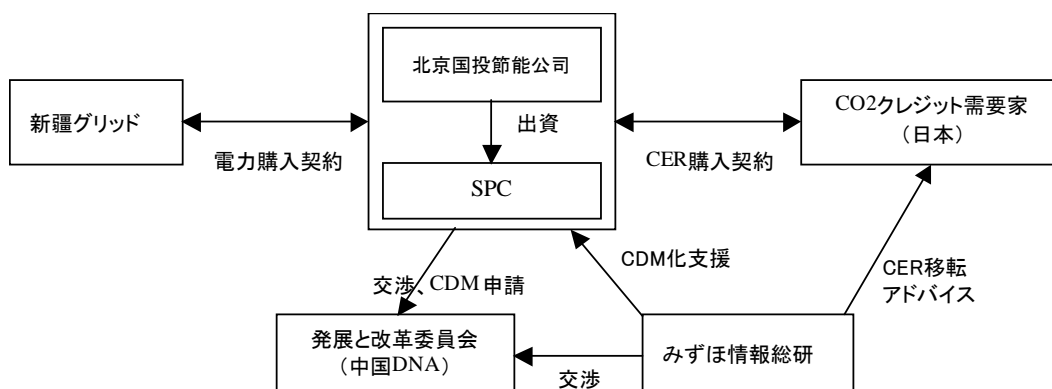 北京国投節能公司
新疆グリッド
出資
CO2クレジット需要家
（日本）
電力購入契約
SPC
CER購入契約
CDM化支援
CER移転
アドバイス
交渉、CDM 申請
発展と改革委員会
（中国DNA）
交渉
みずほ情報総研